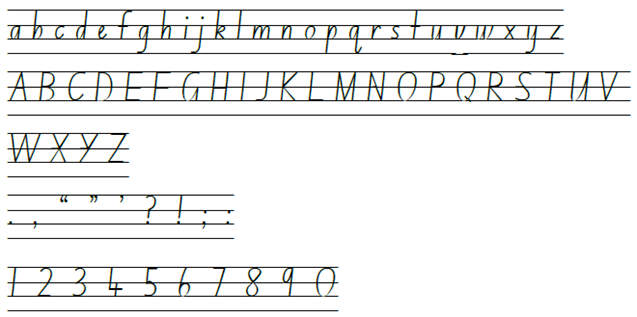 a b c d e f g h i j k l m n o p q r s t u v w x y z
A B C D E F G H I J K L M N O P Q R S T U V
W X Y Z
. , “ ” ’ ? ! ; :
1 2 3 4 5 6 7 8 9 0